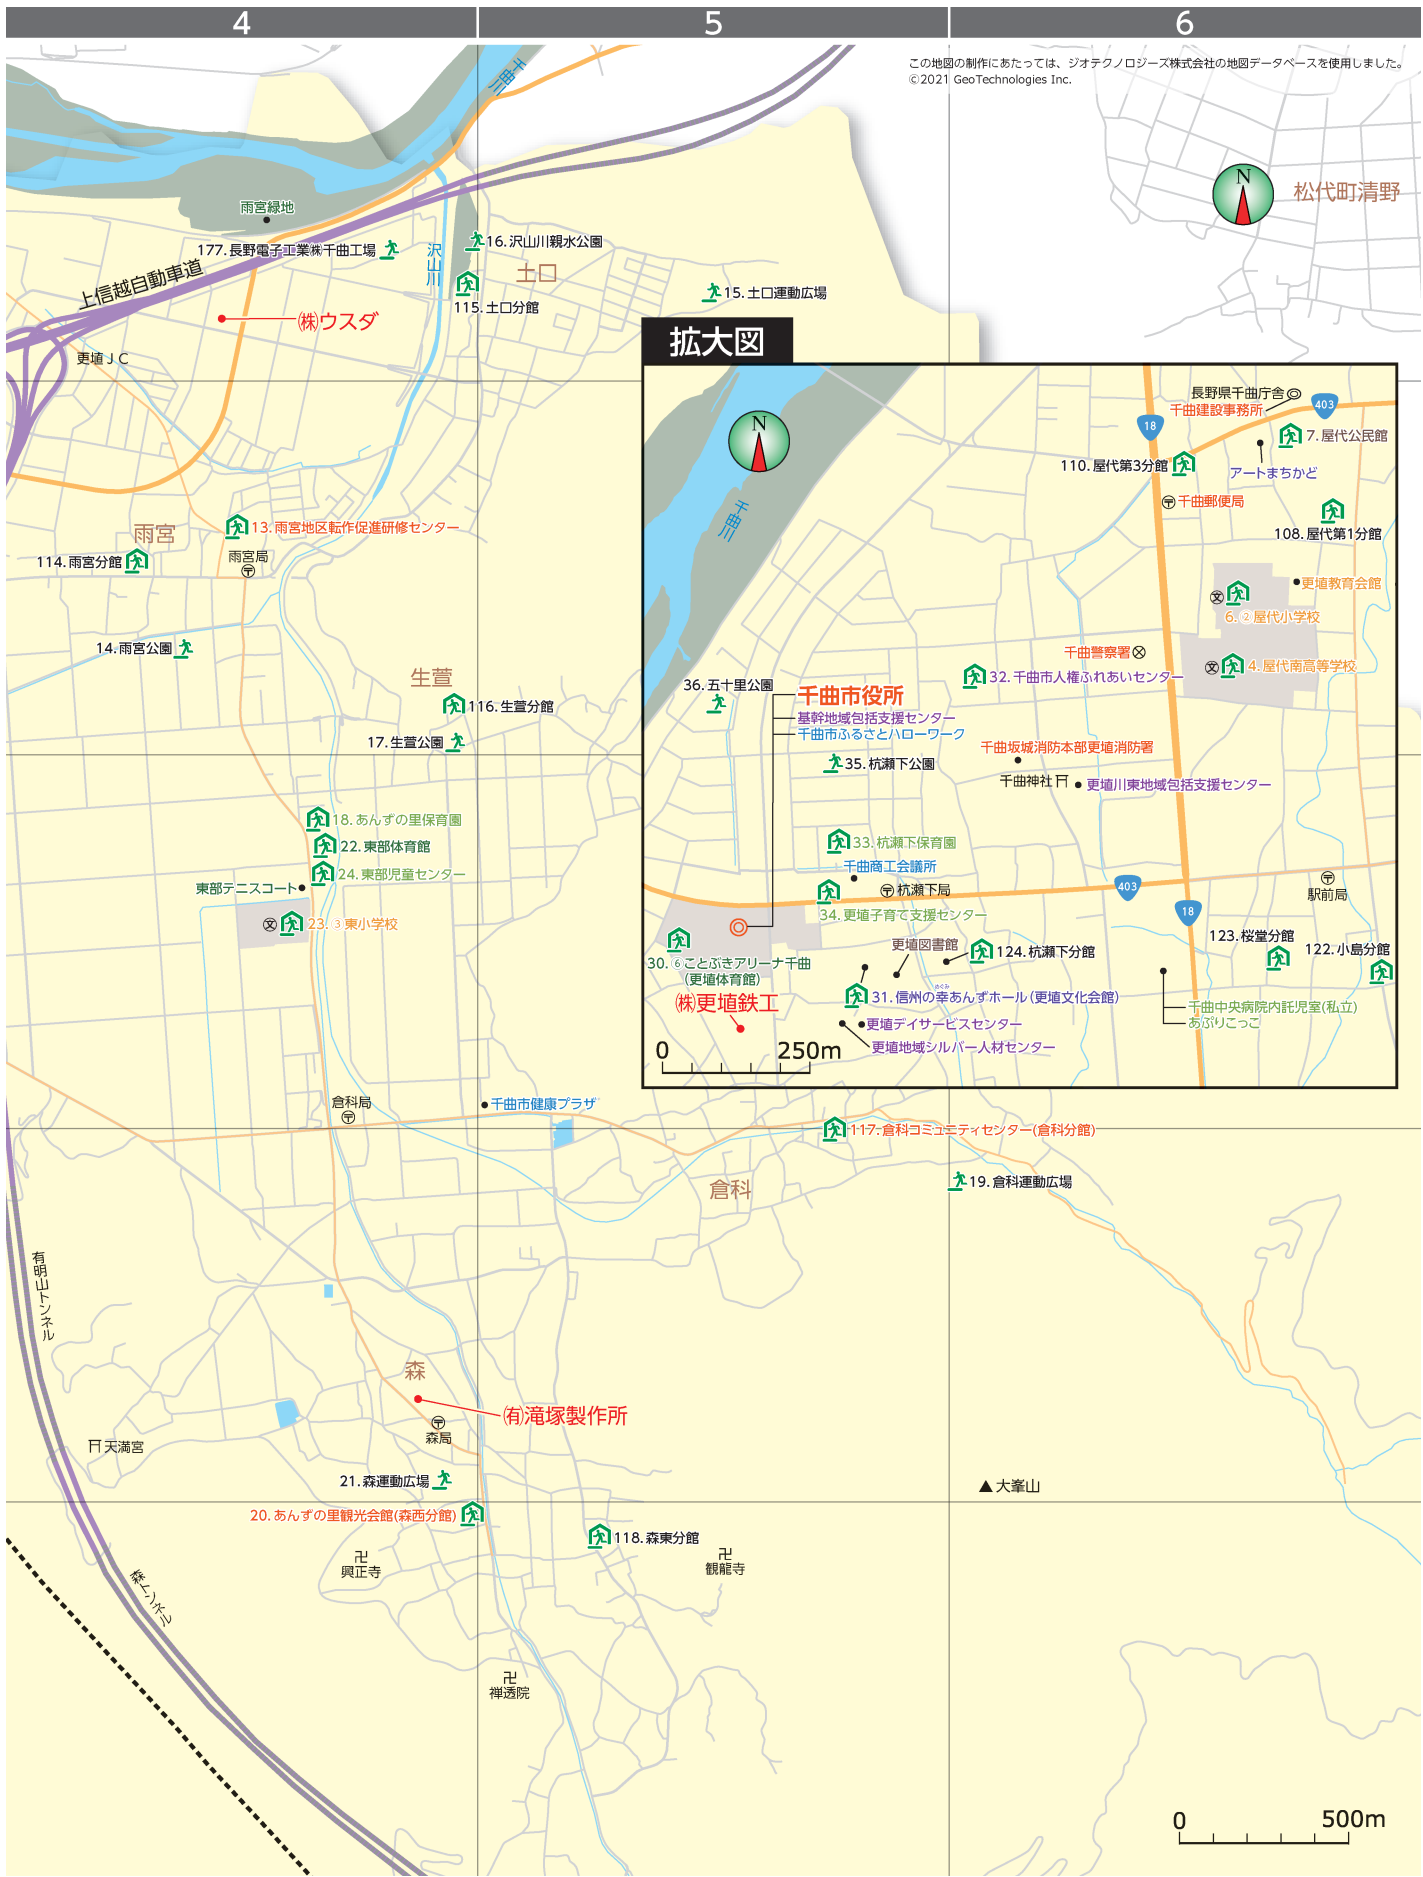 4
5
6
この地図の制作にあたっては、ジオテクノロジーズ株式会社の地図データベースを使用しました。
©2021 GeoTechnologies Inc.
千曲川
N
松代町清野
雨宮緑地
177.長野電子工業㈱千曲工場
沢山川
16.沢山川親水公園
土口
上信越自動車道
115.土口分館
15.土口運動広場
㈱ウスダ
更埴ＪＣ
雨宮
13.雨宮地区転作促進研修センター
114.雨宮分館
雨宮局
14.雨宮公園
生萱
116.生萱分館
17.生萱公園
18.あんずの里保育園
22.東部体育館
24.東部児童センター
東部テニスコート
文
23.③東小学校
拡大図
N
千曲川
長野県千曲庁舎
千曲建設事務所
403
18
7.屋代公民館
110.屋代第3分館
アートまちかど
千曲郵便局
108.屋代第1分館
更埴教育会館
文
6.②屋代小学校
千曲警察署
文
4.屋代南高等学校
32.千曲市人権ふれあいセンター
36.五十里公園
千曲市役所
基幹地域包括支援センター
千曲市ふるさとハローワーク
千曲坂城消防本部更埴消防署
35.杭瀬下公園
千曲神社
更埴川東地域包括支援センター
33.杭瀬下保育園
千曲商工会議所
杭瀬下局
403
駅前局
34.更埴子育て支援センター
18
123.桜堂分館
122.小島分館
更埴図書館
124.杭瀬下分館
30.⑥ことぶきアリーナ千曲
(更埴体育館)
めぐみ
31.信州の幸あんずホール(更埴文化会館)
㈱更埴鉄工
千曲中央病院内託児室(私立)
あぷりこっこ
更埴デイサービスセンター
更埴地域シルバー人材センター
0
250m
倉科局
千曲市健康プラザ
117.倉科コミュニティセンター(倉科分館)
倉科
19.倉科運動広場
有明山トンネル
森
㈲滝塚製作所
森局
天満宮
21.森運動広場
大峯山
20.あんずの里観光会館(森西分館)
118.森東分館
興正寺
観龍寺
森トンネル
禅透院
0
500m